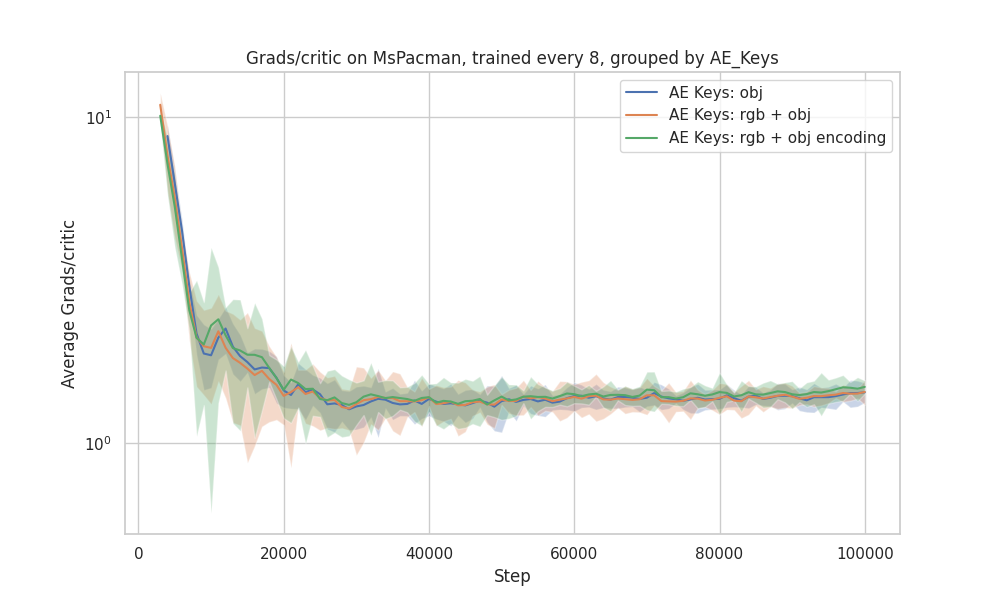 Grads/critic on MsPacman, trained every 8, grouped by AE_Keys
AE Keys: obj
AE Keys: rgb + obj
AE Keys: rgb + obj encoding
Average Grads/critic
10¹
10⁰
0
20000
40000
60000
80000
100000
Step